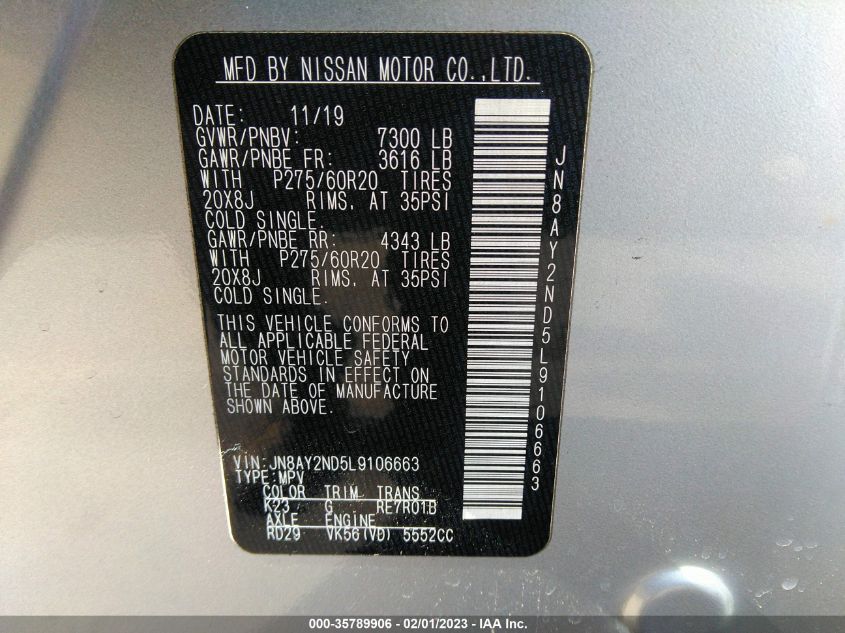 MFD BY NISSAN MOTOR CO.,LTD.
DATE: 11/19
GVWR/PNBV: 7300 LB
GAWR/PNBE FR: 3616 LB
WITH P275/60R20 TIRES
20X8J RIMS, AT 35PSI
COLD SINGLE.
GAWR/PNBE RR: 4343 LB
WITH P275/60R20 TIRES
20X8J RIMS, AT 35PSI
COLD SINGLE.
THIS VEHICLE CONFORMS TO
ALL APPLICABLE FEDERAL
MOTOR VEHICLE SAFETY
STANDARDS IN EFFECT ON
THE DATE OF MANUFACTURE
SHOWN ABOVE.
VIN:JN8AY2ND5L9106663
TYPE:MPV
COLOR TRIM TRANS
K23 G RE7R01B
AXLE ENGINE
RD29 VK56(VD) 5552CC
JN8AY2ND5L9106663
000-35789906 - 02/01/2023 - IAA Inc.